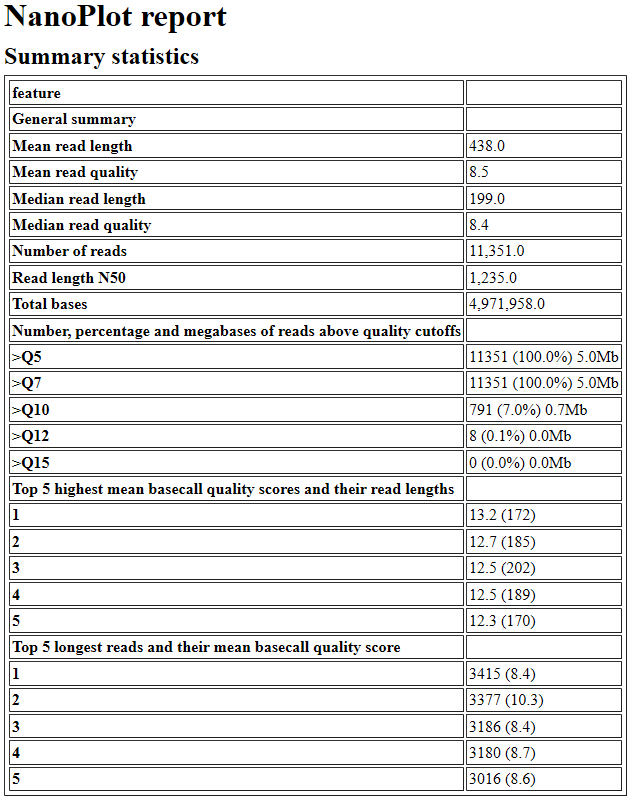 NanoPlot report
Summary statistics
feature
General summary
Mean read length 438.0
Mean read quality 8.5
Median read length 199.0
Median read quality 8.4
Number of reads 11,351.0
Read length N50 1,235.0
Total bases 4,971,958.0
Number, percentage and megabases of reads above quality cutoffs
>Q5 11351 (100.0%) 5.0Mb
>Q7 11351 (100.0%) 5.0Mb
>Q10 791 (7.0%) 0.7Mb
>Q12 8 (0.1%) 0.0Mb
>Q15 0 (0.0%) 0.0Mb
Top 5 highest mean basecall quality scores and their read lengths
1 13.2 (172)
2 12.7 (185)
3 12.5 (202)
4 12.5 (189)
5 12.3 (170)
Top 5 longest reads and their mean basecall quality score
1 3415 (8.4)
2 3377 (10.3)
3 3186 (8.4)
4 3180 (8.7)
5 3016 (8.6)